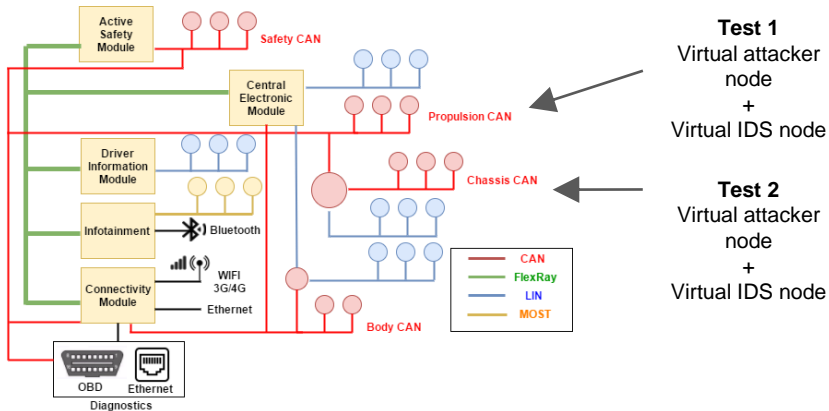 Active
Safety
Module
Safety CAN
Central
Electronic
Module
Propulsion CAN
Driver
Information
Module
Chassis CAN
Infotainment
Bluetooth
Connectivity
Module
WIFI
3G/4G
Ethernet
Body CAN
CAN
FlexRay
LIN
MOST
OBD
Ethernet
Diagnostics
Test 1
Virtual attacker
node
+
Virtual IDS node
Test 2
Virtual attacker
node
+
Virtual IDS node